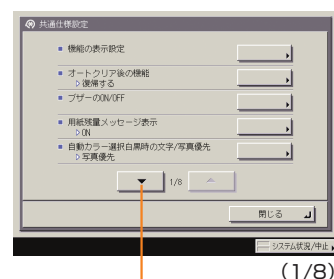 共通仕様設定
機能の表示設定
オートクリア後の機能
復帰する
ブザーのON/OFF
用紙残量メッセージ表示
ON
自動カラー選択白黒時の文字/写真優先
写真優先
1/8
閉じる
システム状況/中止
(1/8)